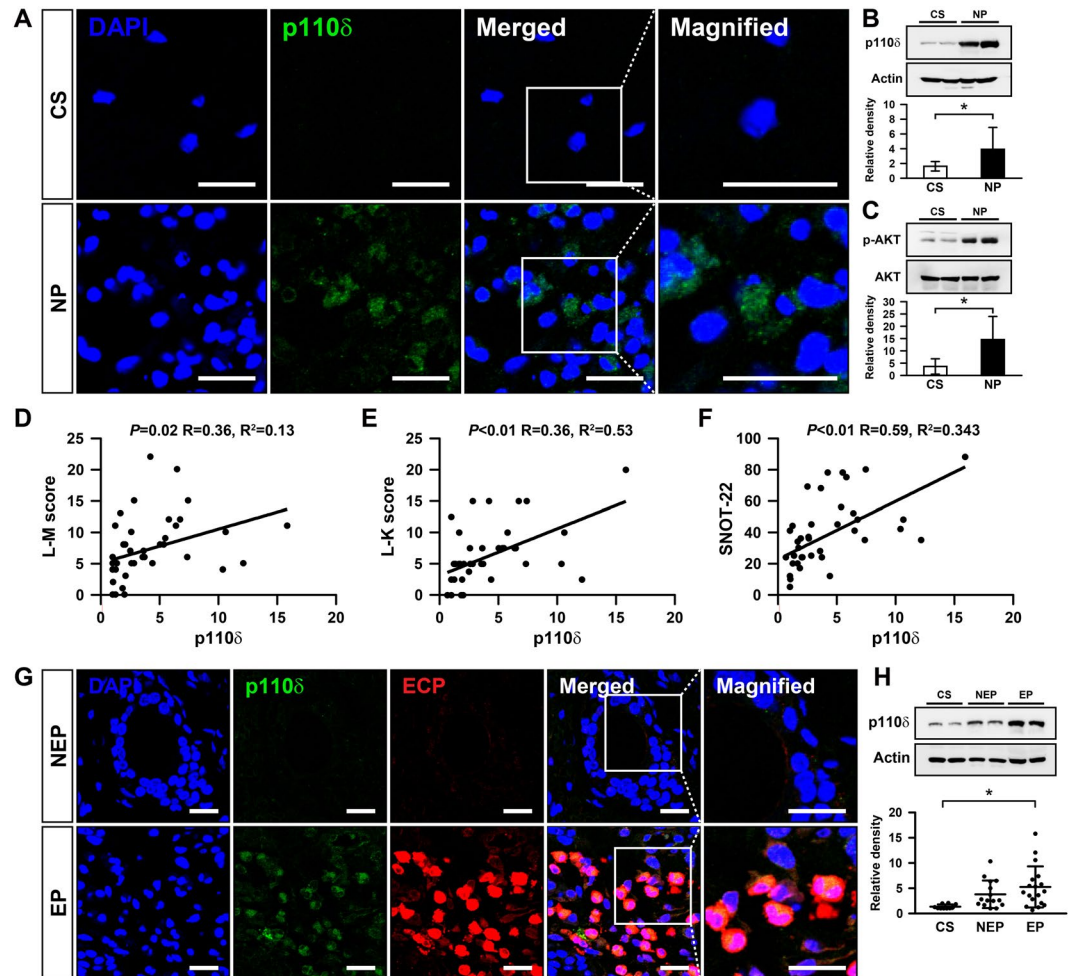 A
DAPI
p110δ
Merged
Magnified
CS
NP
B
CS NP
p110δ
Actin
Relative density
10
8
6
4
2
0
*
CS NP
C
CS NP
p-AKT
AKT
Relative density
30
25
20
15
10
5
0
*
CS NP
D
P=0.02 R=0.36, R²=0.13
L-M score
25
20
15
10
5
0
0 5 10 15 20
p110δ
E
P<0.01 R=0.36, R²=0.53
L-K score
25
20
15
10
5
0
0 5 10 15 20
p110δ
F
P<0.01 R=0.59, R²=0.343
SNOT-22
100
80
60
40
20
0
0 5 10 15 20
p110δ
G
DAPI
p110δ
ECP
Merged
Magnified
NEP
EP
H
CS NEP EP
p110δ
Actin
Relative density
20
15
10
5
0
*
CS NEP EP